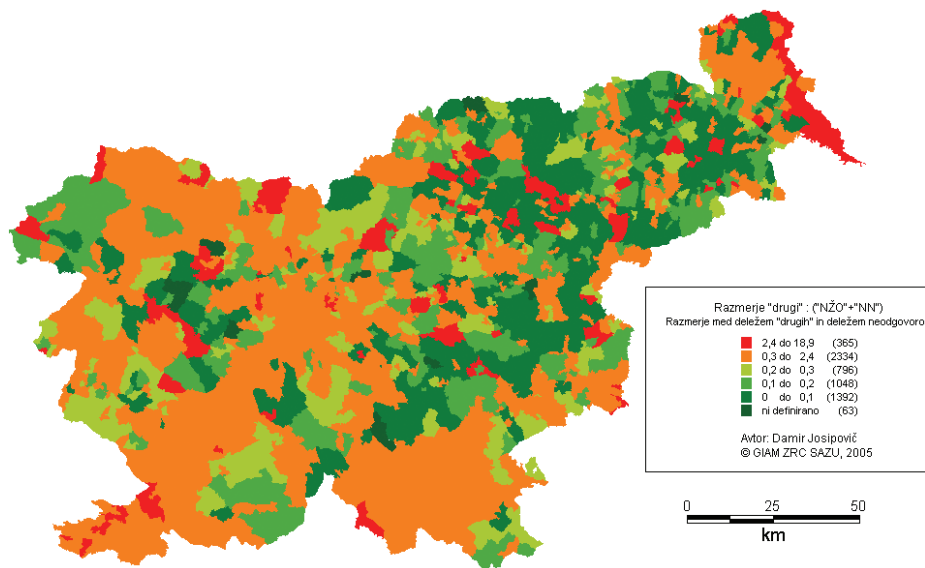 Razmerje "drugi" : ("NŽO"+"NN")
Razmerje med deležem "drugih" in deležem neodgovoro
2,4 do 18,9 (365)
0,3 do 2,4 (2334)
0,2 do 0,3 (796)
0,1 do 0,2 (1048)
0 do 0,1 (1392)
ni definirano (63)
Avtor: Damir Josipovič
© GIAM ZRC SAZU, 2005
0 25 50
km